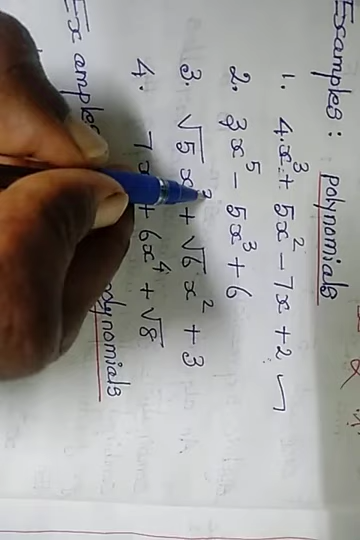 Examples: polynomials
1. 4x³+ 5x² - 7x + 2
2. 3x⁵ - 5x³ + 6
3. √5 x³ + √6 x² + 3
4. 7x + 6x⁴ + √8
Examples polynomials